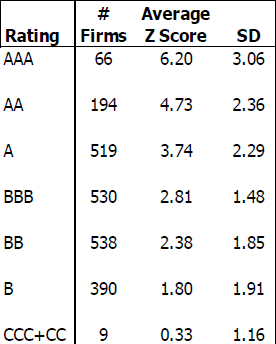 # Average
Rating Firms Z Score SD
AAA 66 6.20 3.06
AA 194 4.73 2.36
A 519 3.74 2.29
BBB 530 2.81 1.48
BB 538 2.38 1.85
B 390 1.80 1.91
CCC+CC 9 0.33 1.16